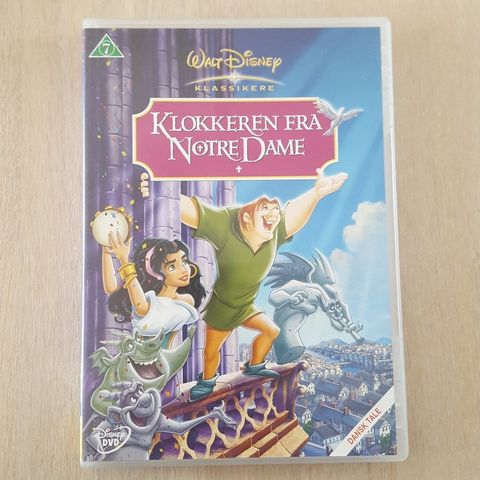 7
WALT DISNEY
KLASSIKERE
KLOKKEREN FRA
NOTRE DAME
DANSK TALE
DISNEY
DVD